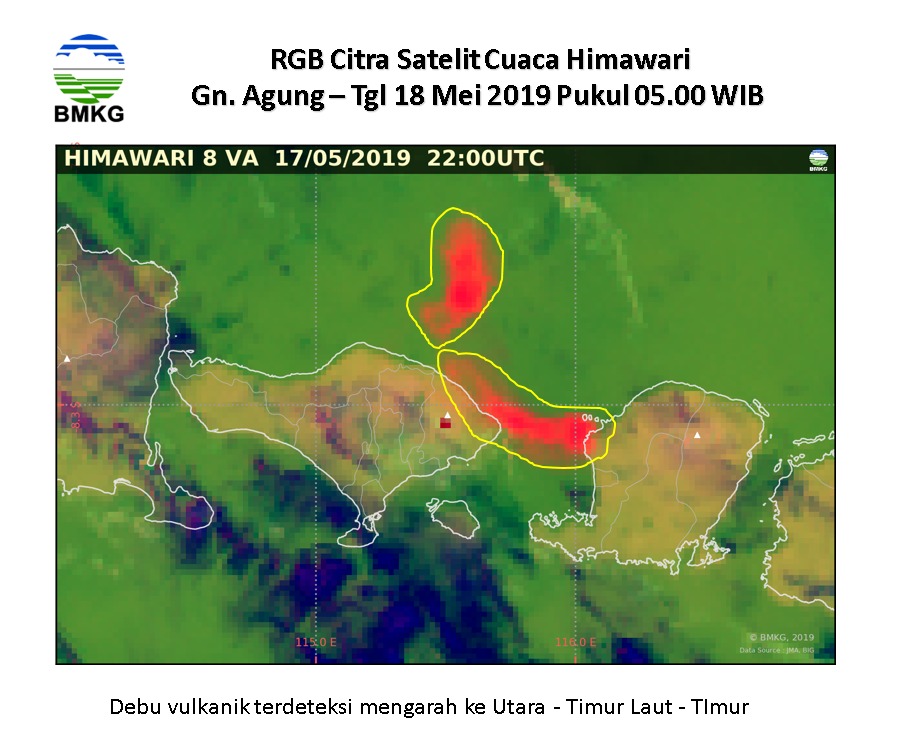 BMKG
RGB Citra Satelit Cuaca Himawari
Gn. Agung – Tgl 18 Mei 2019 Pukul 05.00 WIB
HIMAWARI 8 VA 17/05/2019 22:00UTC
BMKG
8.3 S
115.0 E
116.0 E
© BMKG, 2019
Data Source : JMA, BIG
Debu vulkanik terdeteksi mengarah ke Utara - Timur Laut - TImur